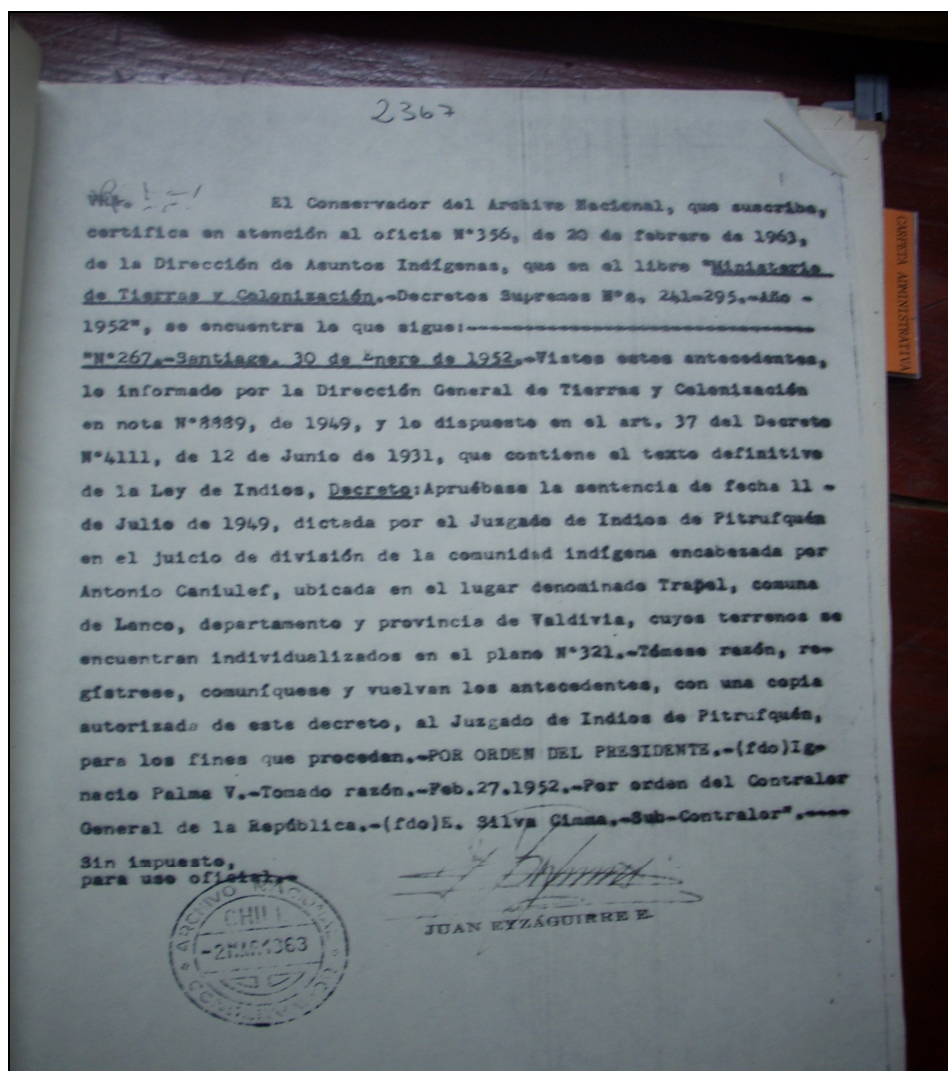 2367
VRA. El Conservador del Archivo Nacional, que suscribe,
certifica en atención al oficio N°356, de 20 de febrero de 1963,
de la Dirección de Asuntos Indígenas, que en el libro "Ministerio
de Tierras y Colonización.-Decretos Supremos N°s. 241-295.-Año -
1952", se encuentra lo que sigue:-----------------------------
"N°267.-Santiago. 30 de Enero de 1952.-Vistos estos antecedentes,
lo informado por la Dirección General de Tierras y Colonización
en nota N°8889, de 1949, y lo dispuesto en el art. 37 del Decreto
N°4111, de 12 de Junio de 1931, que contiene el texto definitivo
de la Ley de Indios, Decreto:Apruébase la sentencia de fecha 11 -
de Julio de 1949, dictada por el Juzgado de Indios de Pitrufquén
en el juicio de división de la comunidad indígena encabezada por
Antonio Caniulef, ubicada en el lugar denominado Trapel, comuna
de Lanco, departamento y provincia de Valdivia, cuyos terrenos se
encuentran individualizados en el plano N°321.-Tómese razón, re-
gístrese, comuníquese y vuelvan los antecedentes, con una copia
autorizada de este decreto, al Juzgado de Indios de Pitrufquén,
para los fines que procedan.-POR ORDEN DEL PRESIDENTE.-(fdo)Ig-
nacio Palma V.-Tomado razón.-Feb.27.1952.-Por orden del Contralor
General de la República.-(fdo)E. Silva Cimma.-Sub-Contralor".----
Sin impuesto,
para uso oficial.-
JUAN EYZAGUIRRE E.
ARCHIVO NACIONAL
CHILE
-2MAR1963
CARPETA ADMINISTRATIVA